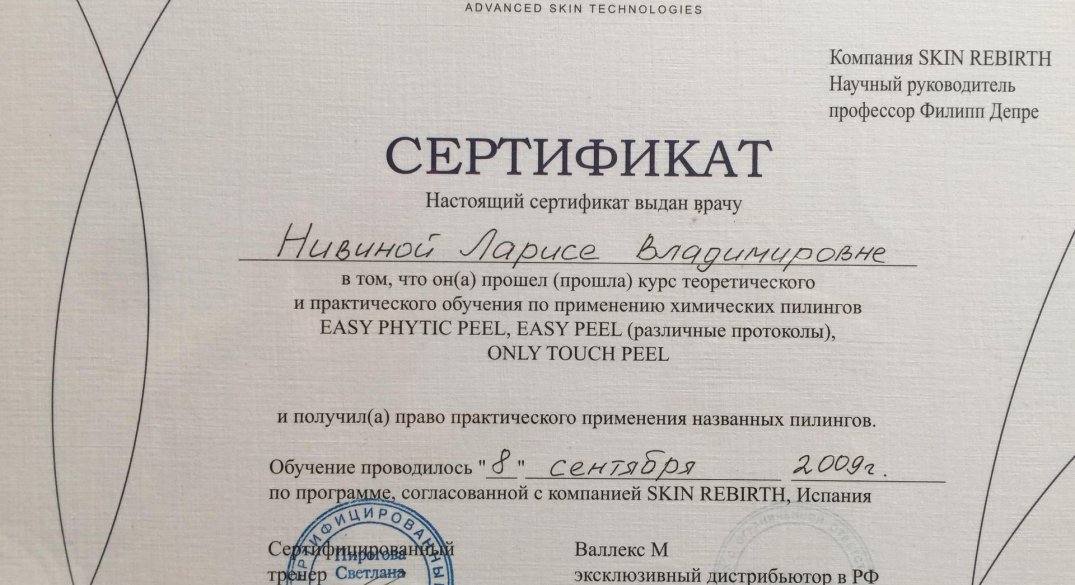 ADVANCED SKIN TECHNOLOGIES
Компания SKIN REBIRTH
Научный руководитель
профессор Филипп Депре
СЕРТИФИКАТ
Настоящий сертификат выдан врачу
Нивиной Ларисе Владимировне
в том, что он(а) прошел (прошла) курс теоретического
и практического обучения по применению химических пилингов
EASY PHYTIC PEEL, EASY PEEL (различные протоколы),
ONLY TOUCH PEEL
и получил(а) право практического применения названных пилингов.
Обучение проводилось "8" сентября 2009г.
по программе, согласованной с компанией SKIN REBIRTH, Испания
Сертифицированный
тренер
СЕРТИФИЦИРОВАННЫЙ
Пирогова
Светлана
Валлекс М
эксклюзивный дистрибьютор в РФ